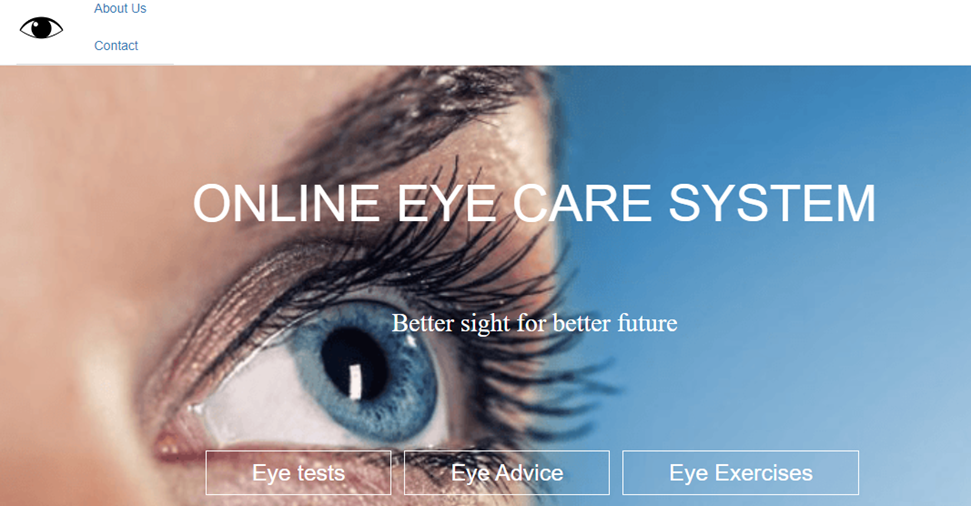 About Us
Contact
ONLINE EYE CARE SYSTEM
Better sight for better future
Eye tests
Eye Advice
Eye Exercises